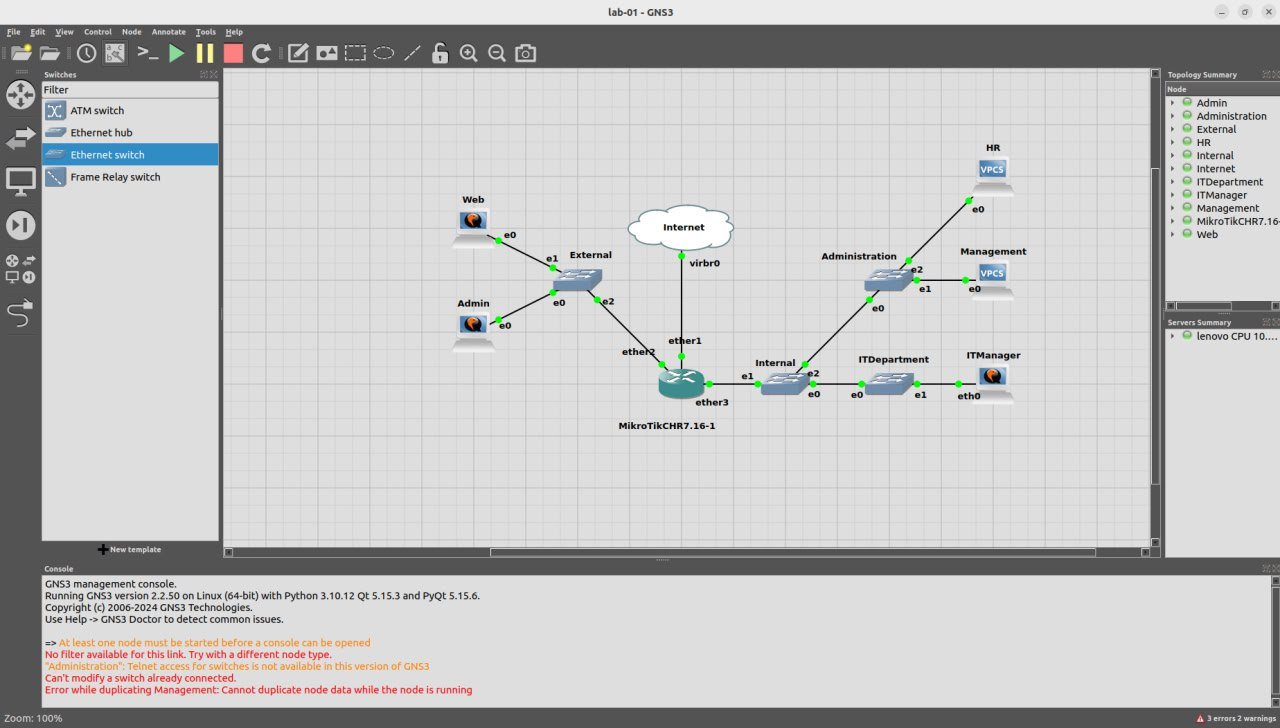 lab-01 - GNS3
File Edit View Control Node Annotate Tools Help
Switches
Filter
ATM switch
Ethernet hub
Ethernet switch
Frame Relay switch
New template
HR
VPCS
e0
Web
e0
Internet
virbr0
External
e1
e0
e2
Administration
e2
e1
e0
Management
VPCS
e0
Admin
e0
ether2
ether1
ether3
MikroTikCHR7.16-1
Internal
e1
e2
e0
ITDepartment
e0
e1
ITManager
eth0
Topology Summary
Node
Admin
Administration
External
HR
Internal
Internet
ITDepartment
ITManager
Management
MikroTikCHR7.16-
Web
Servers Summary
lenovo CPU 10....
Console
GNS3 management console.
Running GNS3 version 2.2.50 on Linux (64-bit) with Python 3.10.12 Qt 5.15.3 and PyQt 5.15.6.
Copyright (c) 2006-2024 GNS3 Technologies.
Use Help -> GNS3 Doctor to detect common issues.
=> At least one node must be started before a console can be opened
No filter available for this link. Try with a different node type.
"Administration": Telnet access for switches is not available in this version of GNS3
Can't modify a switch already connected.
Error while duplicating Management: Cannot duplicate node data while the node is running
Zoom: 100%
3 errors 2 warnings